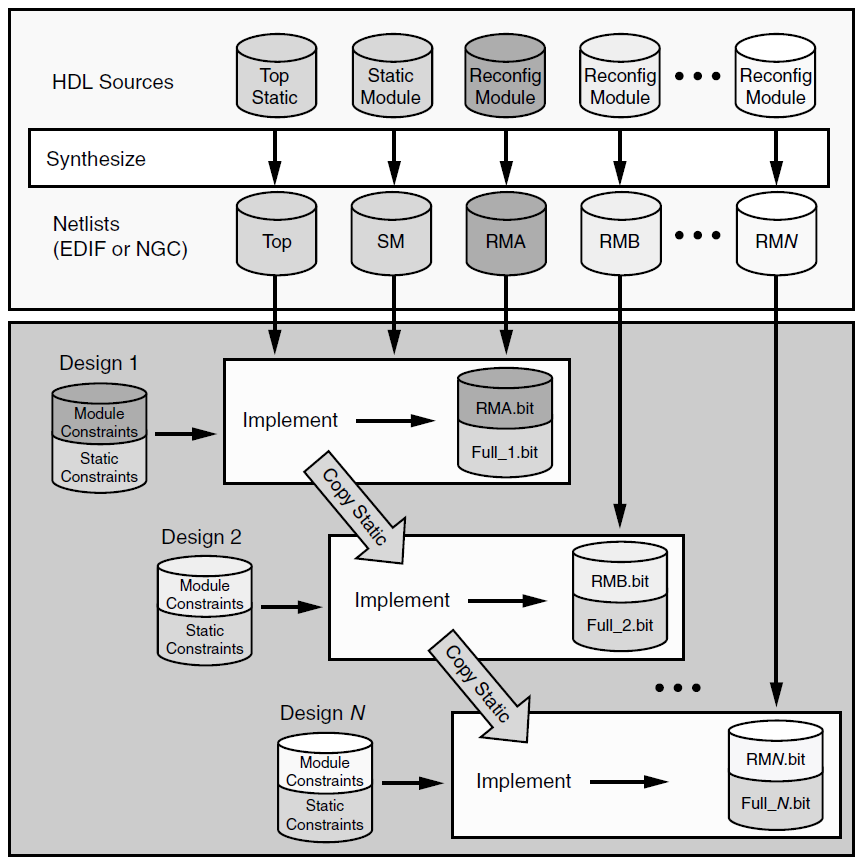 HDL Sources
Top
Static
Static
Module
Reconfig
Module
Reconfig
Module
Reconfig
Module
Synthesize
Netlists
(EDIF or NGC)
Top
SM
RMA
RMB
RMN
Design 1
Module
Constraints
Static
Constraints
Implement
RMA.bit
Full_1.bit
Copy Static
Design 2
Module
Constraints
Static
Constraints
Implement
RMB.bit
Full_2.bit
Copy Static
Design N
Module
Constraints
Static
Constraints
Implement
RMN.bit
Full_N.bit